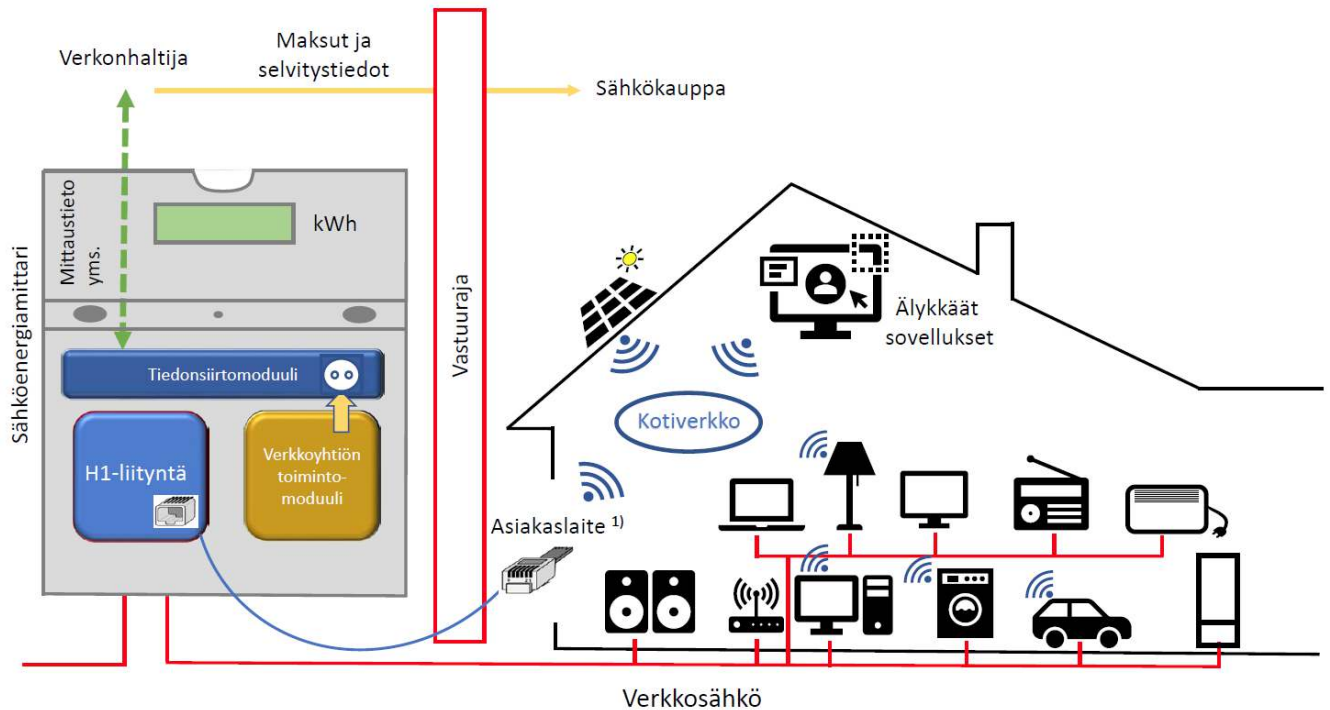 Verkonhaltija
Maksut ja
selvitystiedot
Sähkökauppa
Sähköenergiamittari
Mittaustieto
yms.
kWh
Vastuuraja
Tiedonsiirtomoduuli
H1-liityntä
Verkkoyhtiön
toiminto-
moduuli
Älykkäät
sovellukset
Kotiverkko
Asiakaslaite 1)
Verkkosähkö